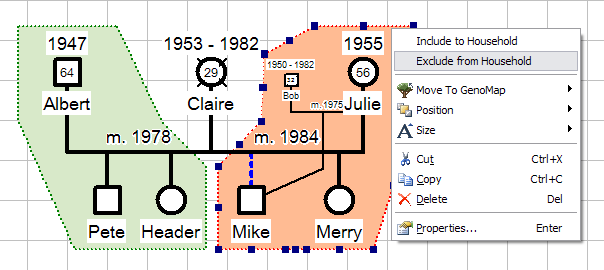 1947
64
Albert
1953 - 1982
29
Claire
1950 - 1982
32
Bob
1955
56
Julie
m. 1975
m. 1978
m. 1984
Pete
Header
Mike
Merry
Include to Household
Exclude from Household
Move To GenoMap
Position
Size
Cut Ctrl+X
Copy Ctrl+C
Delete Del
Properties... Enter